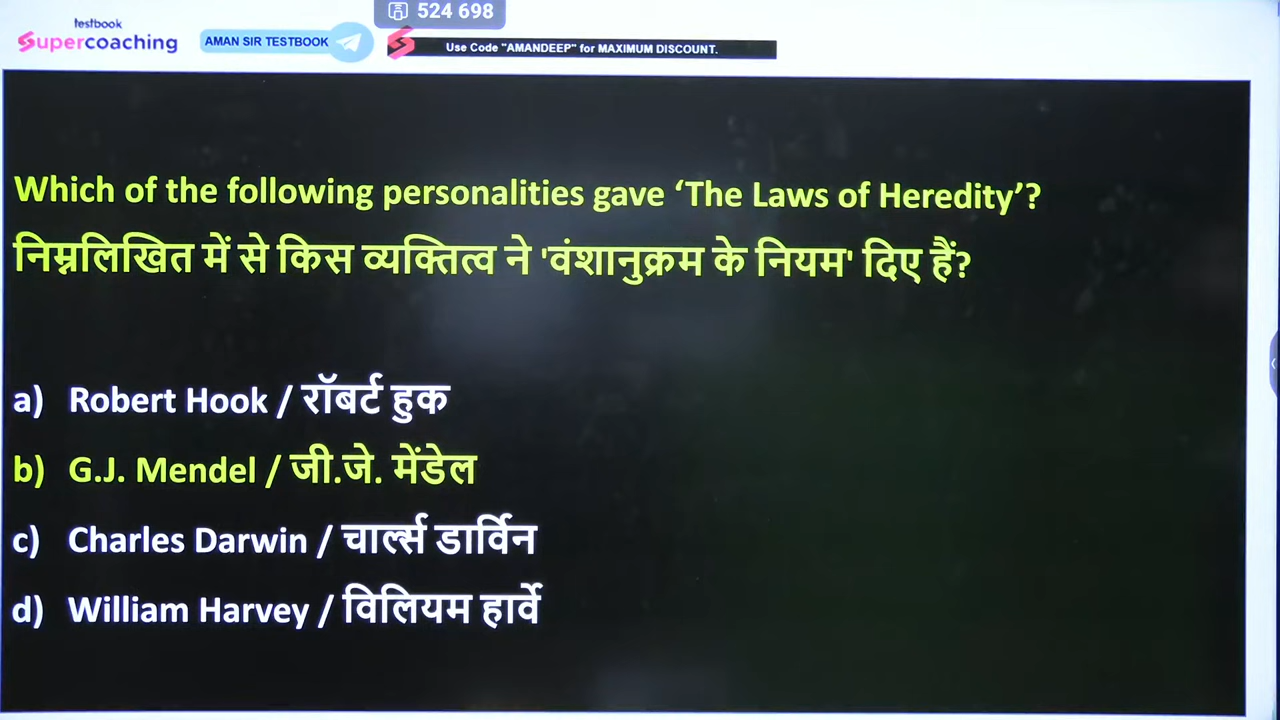 524 698
testbook
Supercoaching
AMAN SIR TESTBOOK
Use Code "AMANDEEP" for MAXIMUM DISCOUNT.
Which of the following personalities gave ‘The Laws of Heredity’?
निम्नलिखित में से किस व्यक्तित्व ने 'वंशानुक्रम के नियम' दिए हैं?
a) Robert Hook / रॉबर्ट हुक
b) G.J. Mendel / जी.जे. मेंडेल
c) Charles Darwin / चार्ल्स डार्विन
d) William Harvey / विलियम हार्वे